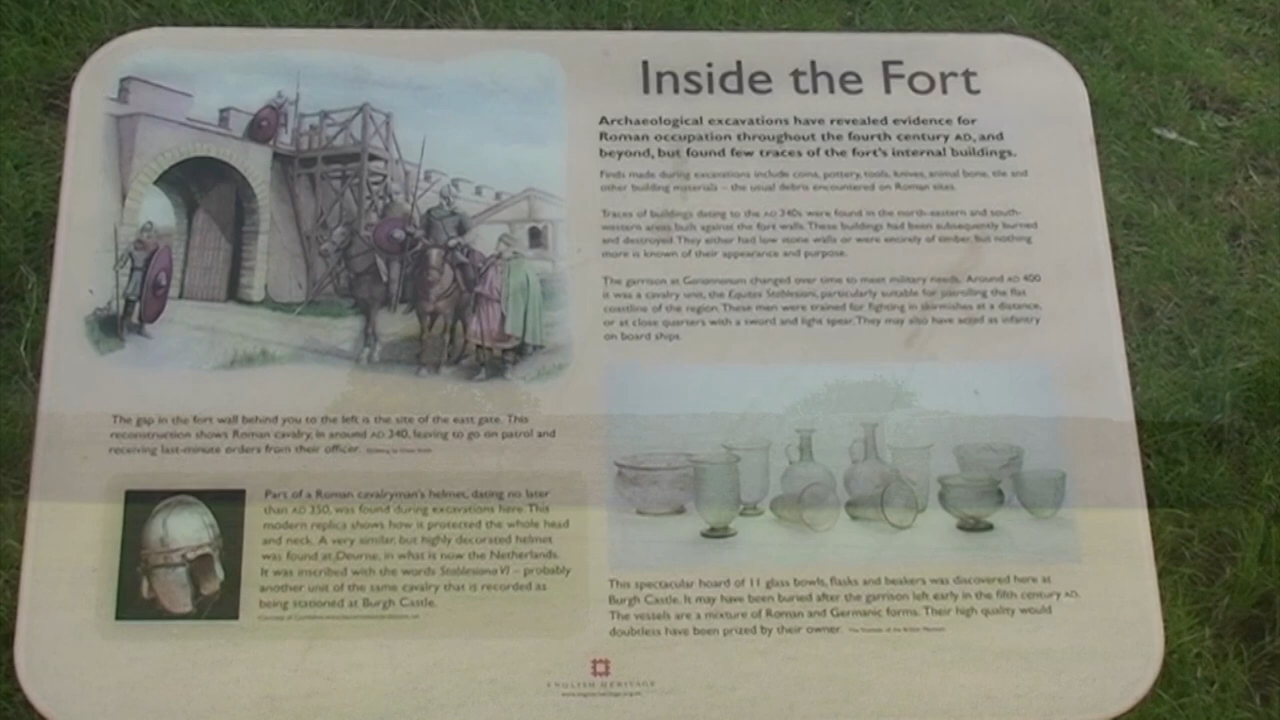 Inside the Fort
Archaeological excavations have revealed evidence for
Roman occupation throughout the fourth century AD, and
beyond, but found few traces of the fort's internal buildings.
Finds made during excavations include coins, pottery, tools, knives, animal bone, tile and
other building materials – the usual debris encountered on Roman sites.
Traces of buildings dating to the AD 340s were found in the north-eastern and south-
western areas built against the fort walls. These buildings had been subsequently burned
and destroyed. They either had low stone walls or were entirely of timber, but nothing
more is known of their appearance and purpose.
The garrison at Gariannonum changed over time to meet military needs. Around AD 400
it was a cavalry unit, the Equites Stablesiani, particularly suitable for patrolling the flat
coastline of the region. These men were trained for fighting in skirmishes at a distance,
or at close quarters with a sword and light spear. They may also have acted as infantry
on board ships.
The gap in the fort wall behind you to the left is the site of the east gate. This
reconstruction shows Roman cavalry, in around AD 340, leaving to go on patrol and
receiving last-minute orders from their officer.
Part of a Roman cavalryman's helmet, dating no later
than AD 350, was found during excavations here. This
modern replica shows how is protected the whole head
and neck. A very similar, but highly decorated helmet
was found at Deurne, in what is now the Netherlands.
It was inscribed with the words Stablesiana VI – probably
another unit of the same cavalry that is recorded as
being stationed at Burgh Castle.
This spectacular hoard of 11 glass bowls, flasks and beakers was discovered here at
Burgh Castle. It may have been buried after the garrison left early in the fifth century AD.
The vessels are a mixture of Roman and Germanic forms. Their high quality would
doubtless have been prized by their owner. The Trustees of the British Museum
ENGLISH HERITAGE
www.english-heritage.org.uk